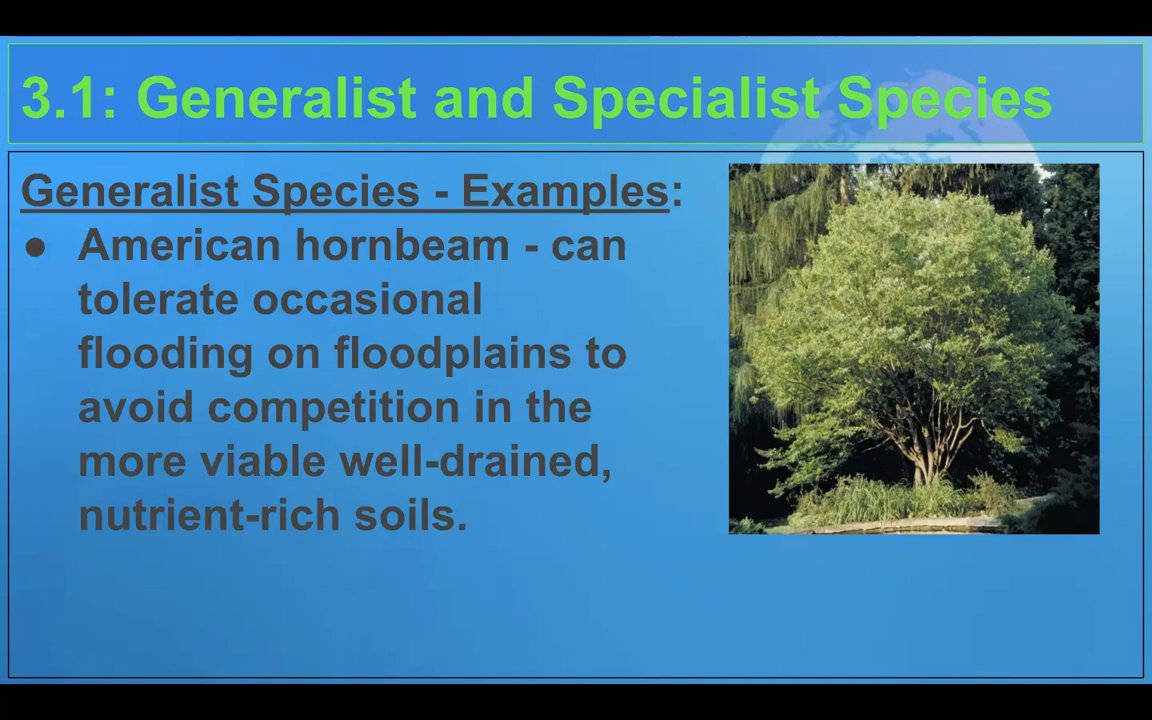 3.1: Generalist and Specialist Species
Generalist Species - Examples:
● American hornbeam - can
tolerate occasional
flooding on floodplains to
avoid competition in the
more viable well-drained,
nutrient-rich soils.